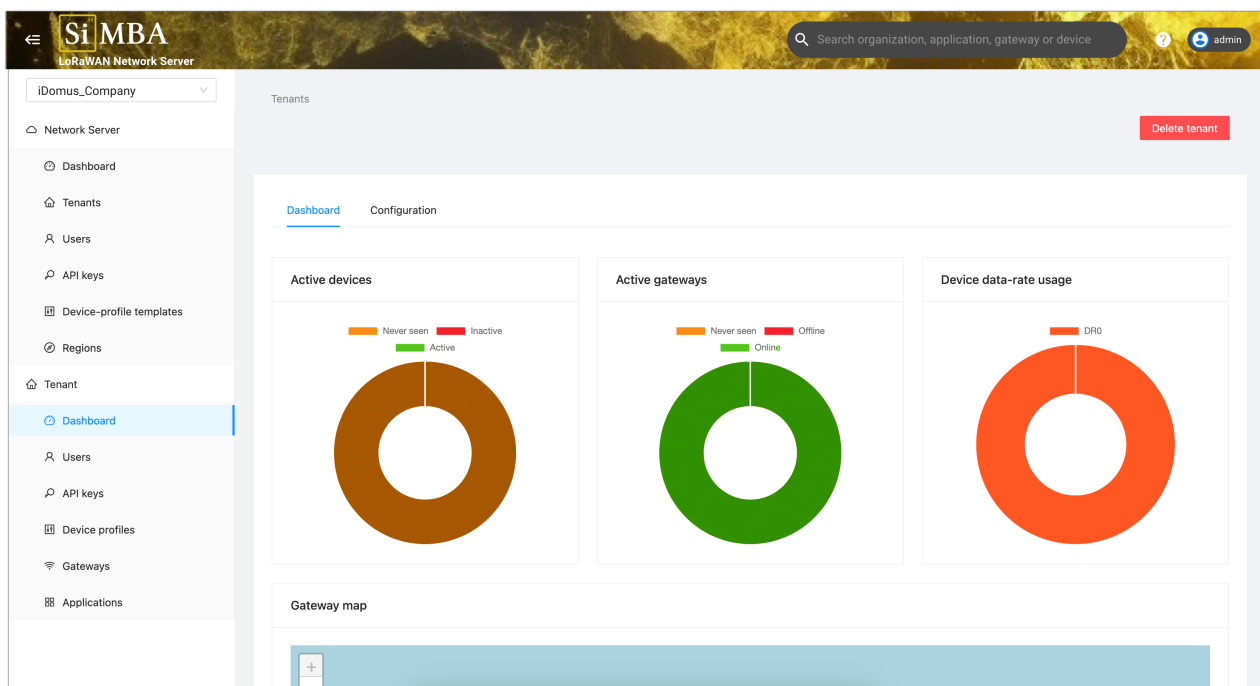 Si MBA
LoRaWAN Network Server
Search organization, application, gateway or device
?
admin
iDomus_Company
Network Server
Dashboard
Tenants
Users
API keys
Device-profile templates
Regions
Tenant
Dashboard
Users
API keys
Device profiles
Gateways
Applications
Tenants
Delete tenant
Dashboard Configuration
Active devices
Never seen Inactive
Active
Active gateways
Never seen Offline
Online
Device data-rate usage
DR0
Gateway map
+